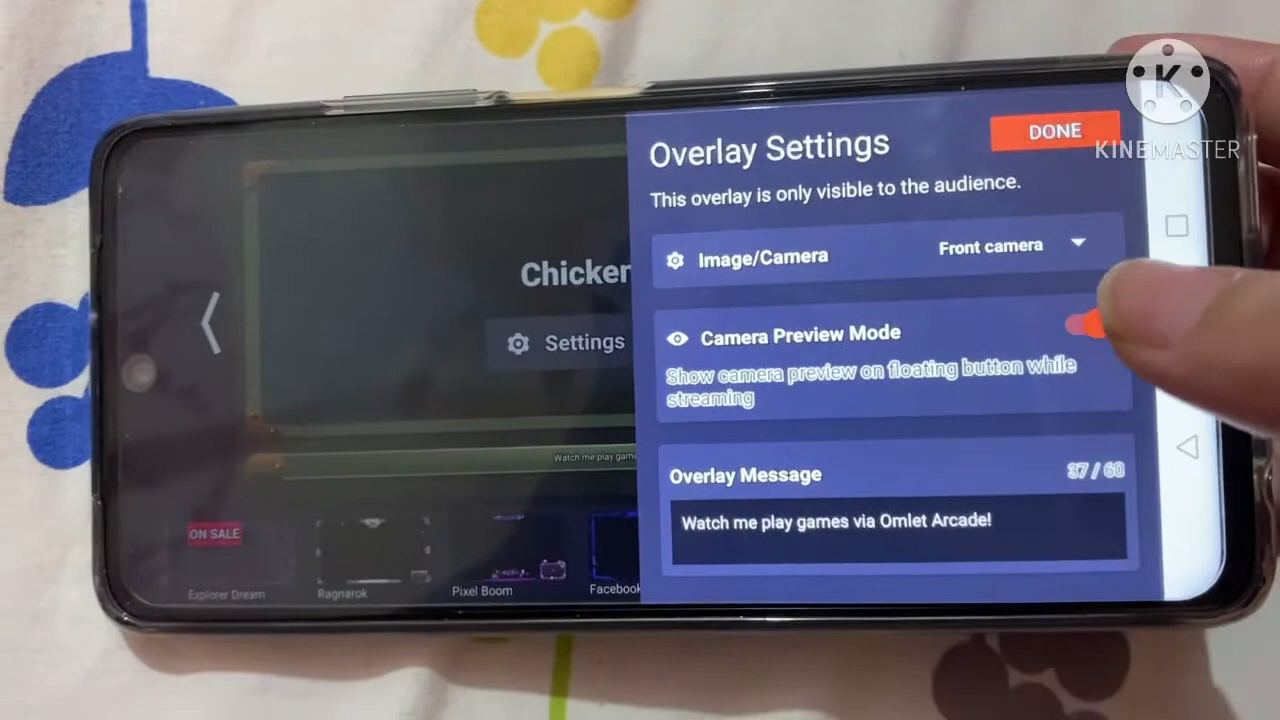 K
KINEMASTER
Overlay Settings
DONE
This overlay is only visible to the audience.
Image/Camera
Front camera
Camera Preview Mode
Show camera preview on floating button while
streaming
Overlay Message
37 / 60
Watch me play games via Omlet Arcade!
Chicken
Settings
Watch me play game
ON SALE
Explorer Dream
Ragnarok
Pixel Boom
Facebook